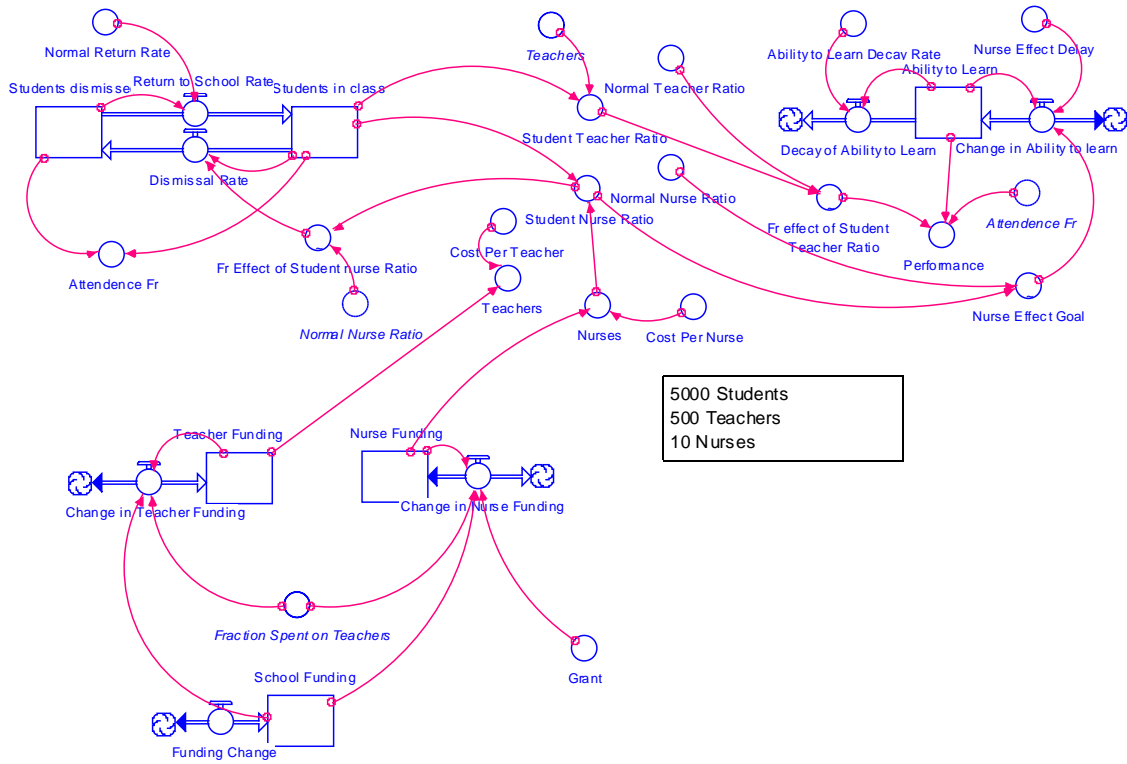 Normal Return Rate
Teachers
Ability to Learn Decay Rate
Nurse Effect Delay
Students dismisse
Return to School Rate
Students in class
Normal Teacher Ratio
Ability to Learn
Student Teacher Ratio
Decay of Ability to Learn
Change in Ability to learn
Dismissal Rate
Normal Nurse Ratio
Student Nurse Ratio
Attendence Fr
Fr effect of Student
Teacher Ratio
Cost Per Teacher
Fr Effect of Student nurse Ratio
Performance
Attendence Fr
Teachers
Nurse Effect Goal
Normal Nurse Ratio
Nurses
Cost Per Nurse
5000 Students
500 Teachers
10 Nurses
Teacher Funding
Nurse Funding
Change in Teacher Funding
Change in Nurse Funding
Fraction Spent on Teachers
School Funding
Grant
Funding Change